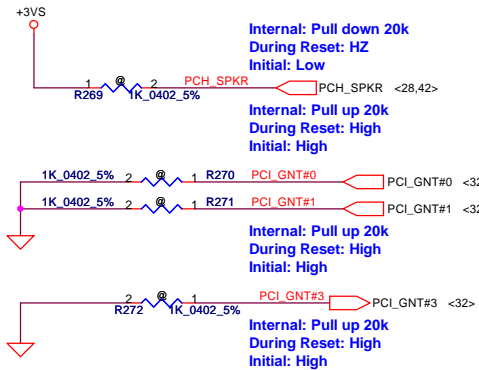 +3VS
Internal: Pull down 20k
During Reset: HZ
Initial: Low
1 @ 2 PCH_SPKR PCH_SPKR <28,42>
R269 1K_0402_5%
Internal: Pull up 20k
During Reset: High
Initial: High
1K_0402_5% 2 @ 1 R270 PCI_GNT#0 PCI_GNT#0 <32
1K_0402_5% 2 @ 1 R271 PCI_GNT#1 PCI_GNT#1 <32
Internal: Pull up 20k
During Reset: High
Initial: High
2 @ 1 PCI_GNT#3 PCI_GNT#3 <32>
R272 1K_0402_5%
Internal: Pull up 20k
During Reset: High
Initial: High